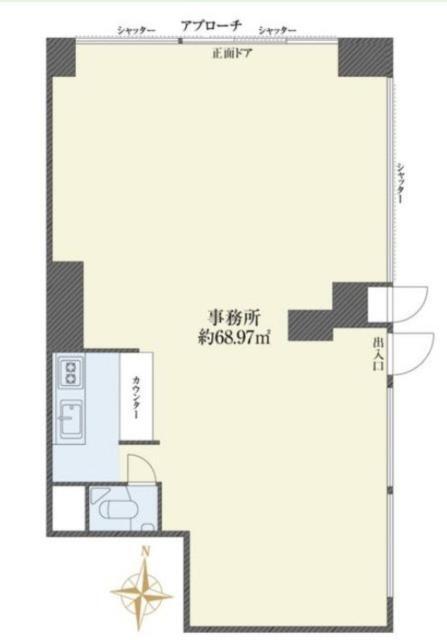 アプローチ
シャッター
シャッター
正面ドア
シャッター
事務所
約68.97㎡
出入口
カウンター
N